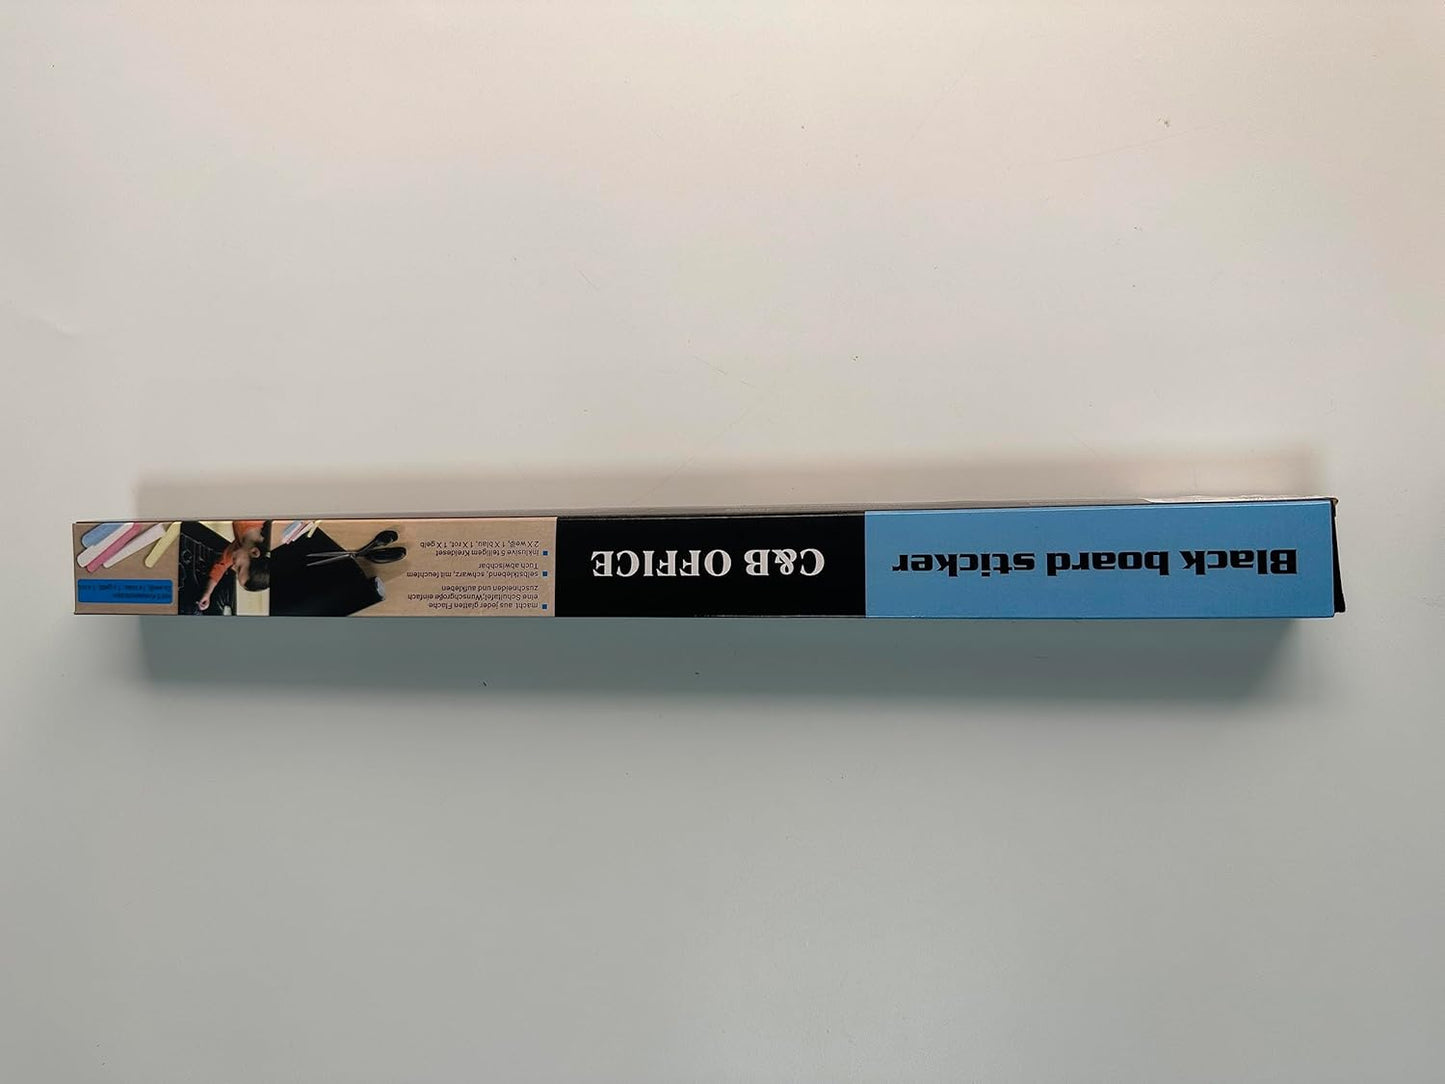 Black board sticker
C&B OFFICE
macht aus jeder glatten Fläche
eine Schultafel;Wunschgroße einfach
zuschneiden und aufkleben
selbstklebend, schwarz, mit feuchtem
Tuch abwischbar
inklusive 5 teiligem Kreideset
2 X weiß, 1 X blau, 1 X rot, 1 X gelb